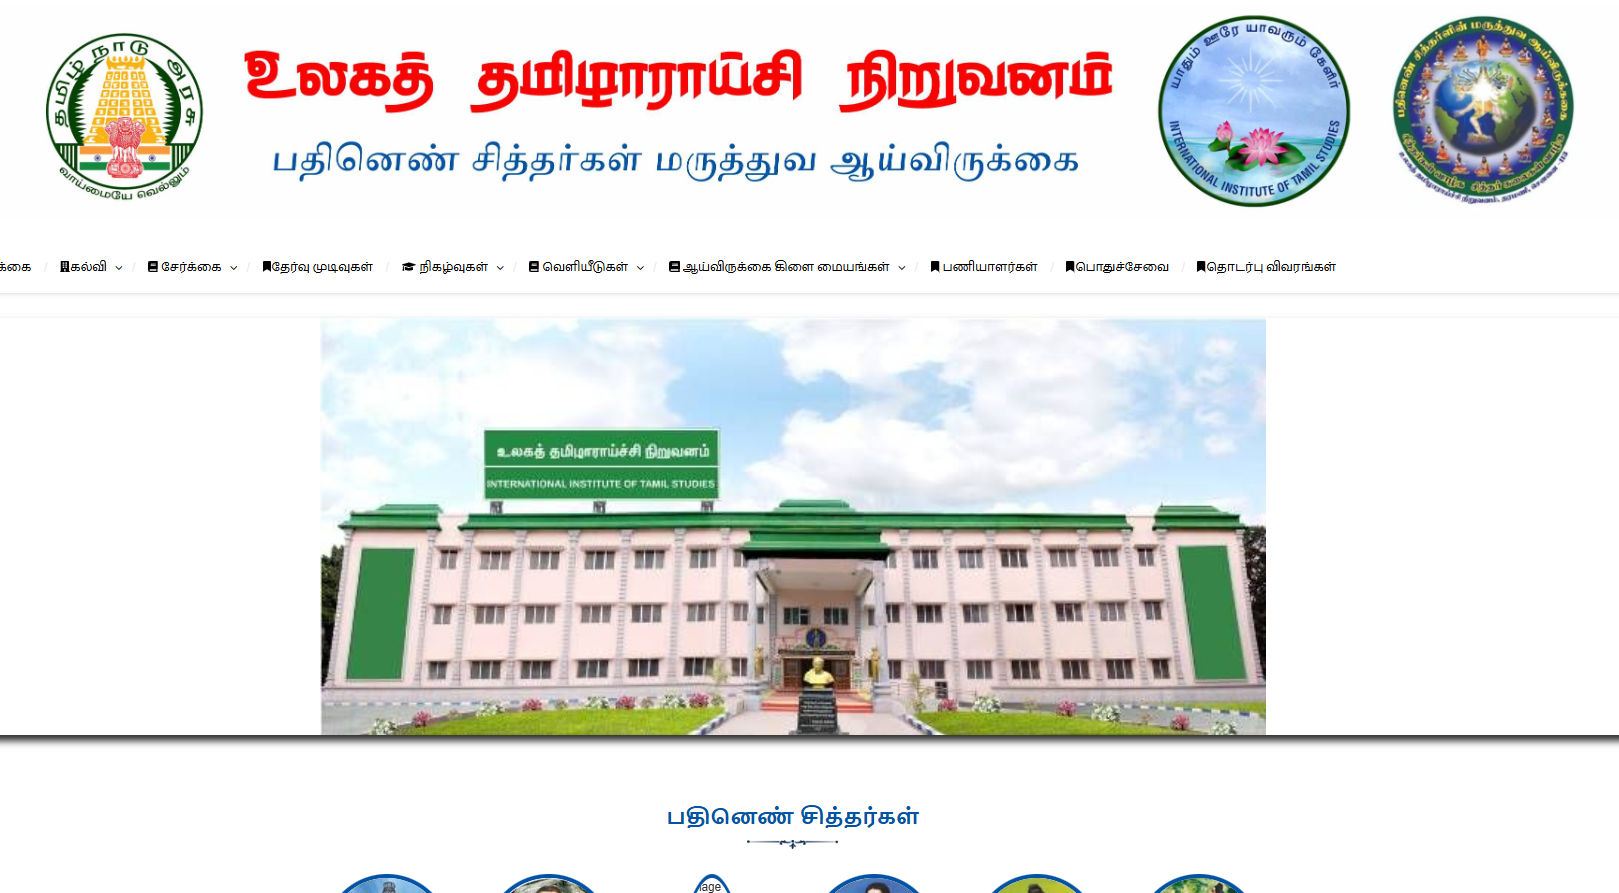 தமிழ்நாடு அரசு
வாய்மையே வெல்லும்
உலகத் தமிழாராய்சி நிறுவனம்
பதினெண் சித்தர்கள் மருத்துவ ஆய்விருக்கை
யாதும் ஊரே யாவரும் கேளிர்
INTERNATIONAL INSTITUTE OF TAMIL STUDIES
பதினெண் சித்தர்களின் மருத்துவ ஆய்விருக்கை
க்கை / கல்வி / சேர்க்கை / தேர்வு முடிவுகள் / நிகழ்வுகள் / வெளியீடுகள் / ஆய்விருக்கை கிளை மையங்கள் / பணியாளர்கள் / பொதுச்சேவை / தொடர்பு விவரங்கள்
உலகத் தமிழாராய்ச்சி நிறுவனம்
INTERNATIONAL INSTITUTE OF TAMIL STUDIES
பதினெண் சித்தர்கள்